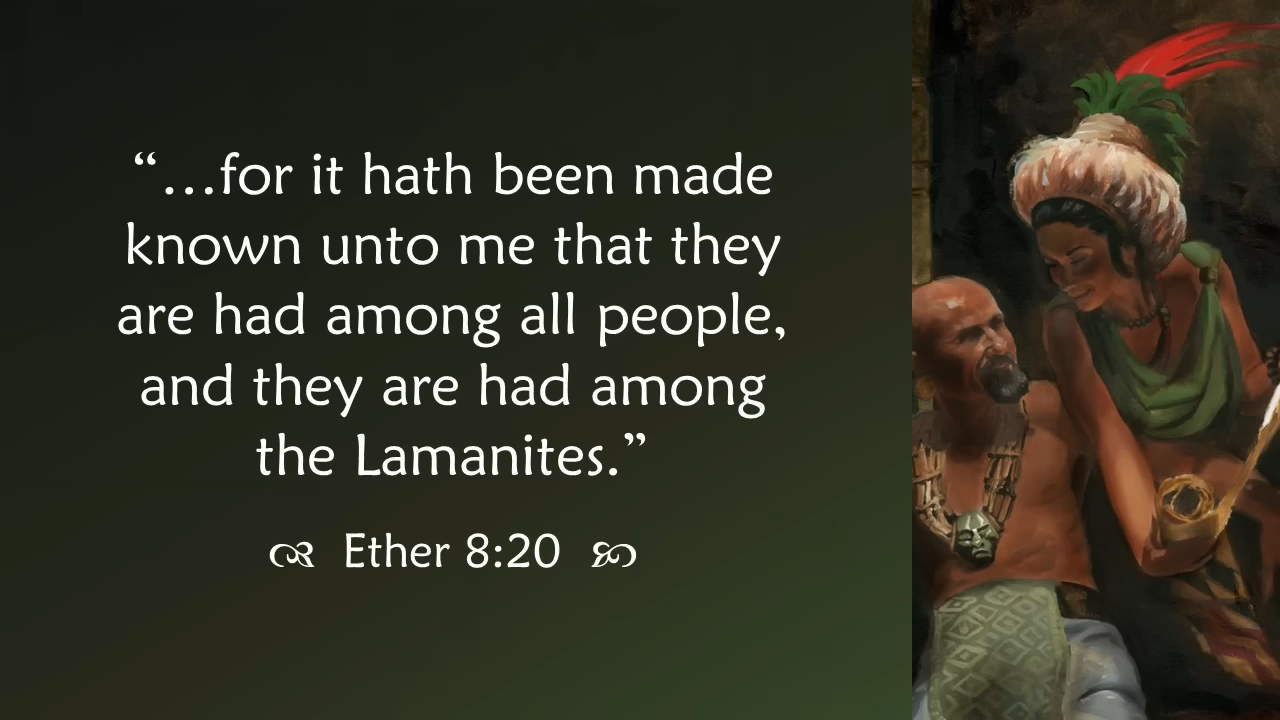 “…for it hath been made
known unto me that they
are had among all people,
and they are had among
the Lamanites.”
Ether 8:20